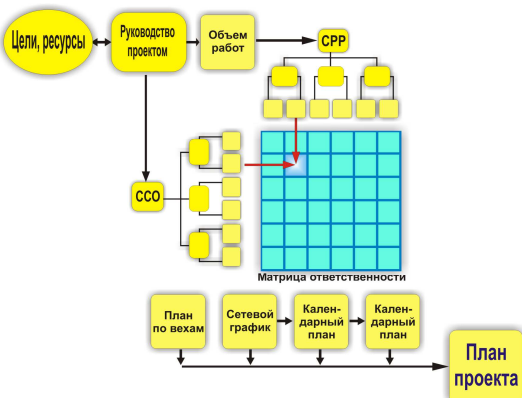 Цели, ресурсы
Руководство
проектом
Объем
работ
СРР
ССО
Матрица ответственности
План
по вехам
Сетевой
график
Кален-
дарный
план
Кален-
дарный
план
План
проекта